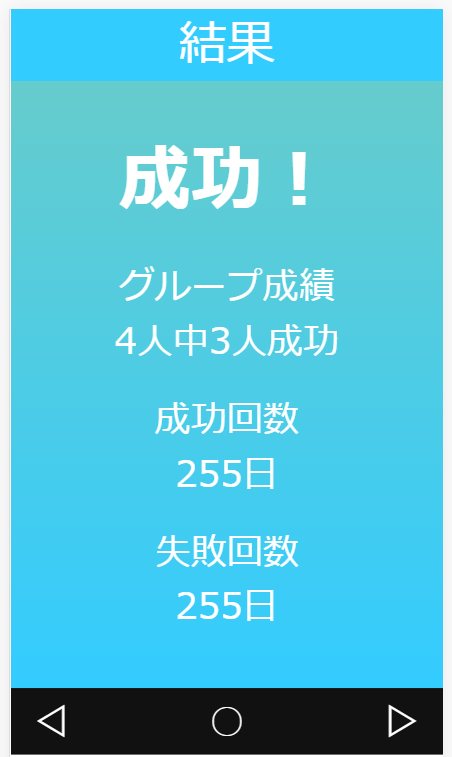 結果
成功！
グループ成績
4人中3人成功
成功回数
255日
失敗回数
255日